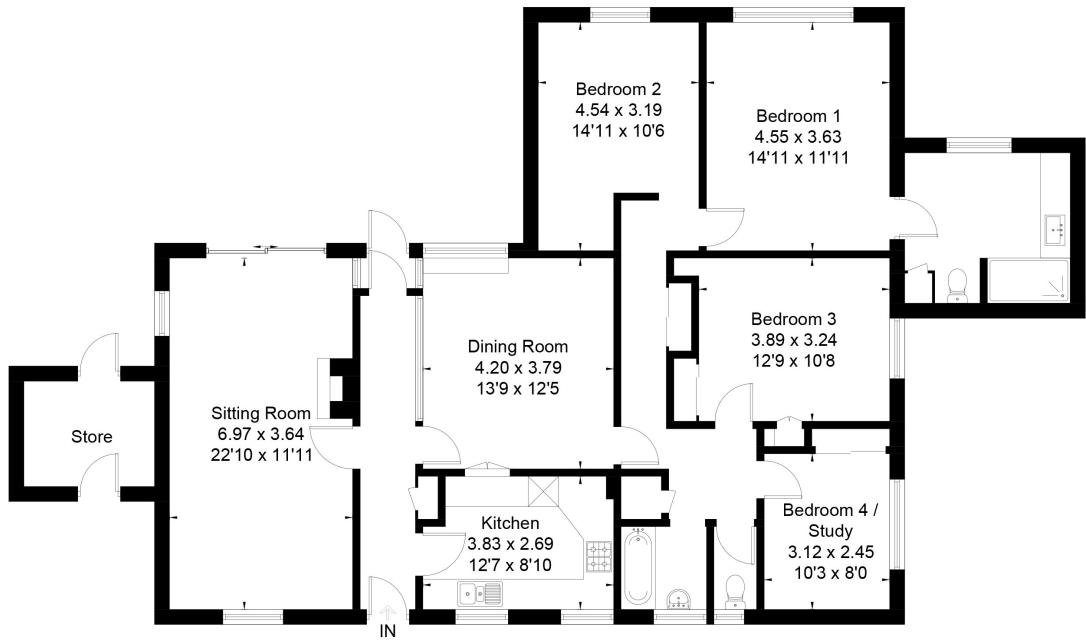 Bedroom 2
4.54 x 3.19
14'11 x 10'6
Bedroom 1
4.55 x 3.63
14'11 x 11'11
Bedroom 3
3.89 x 3.24
12'9 x 10'8
Dining Room
4.20 x 3.79
13'9 x 12'5
Sitting Room
6.97 x 3.64
22'10 x 11'11
Store
Kitchen
3.83 x 2.69
12'7 x 8'10
Bedroom 4 /
Study
3.12 x 2.45
10'3 x 8'0
IN